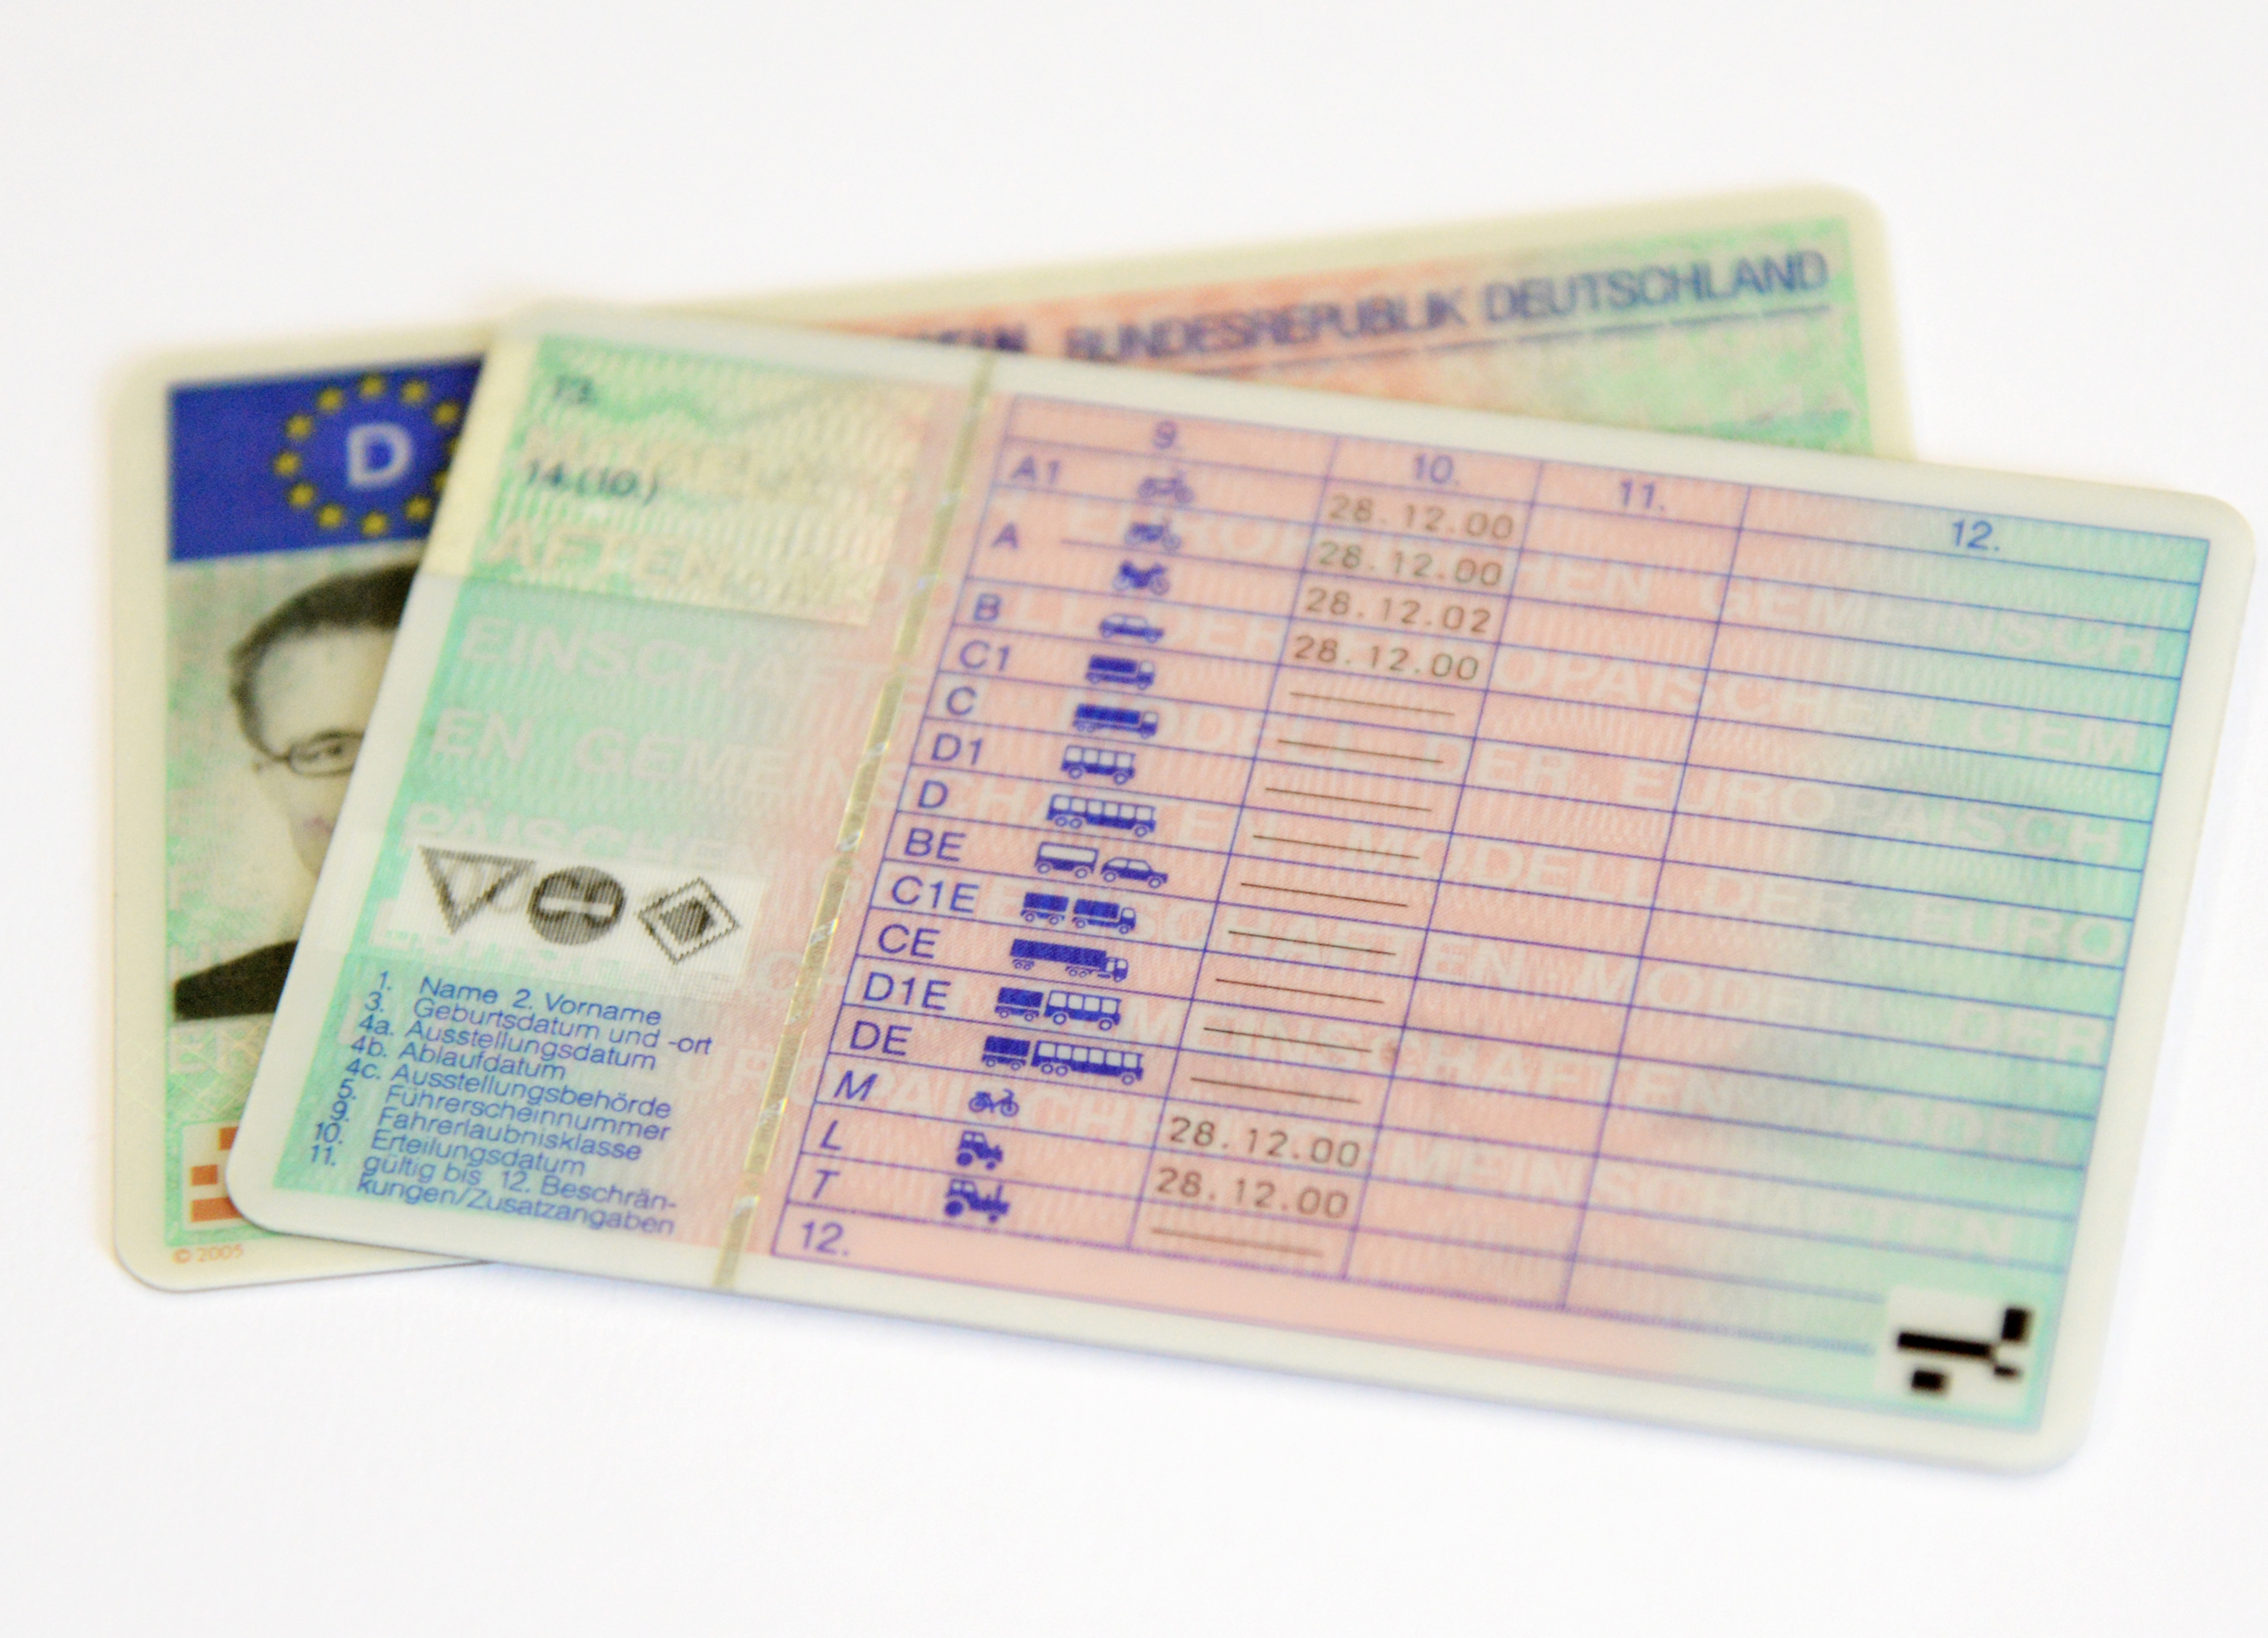 BUNDESREPUBLIK DEUTSCHLAND
D
13.
14.(10.)
1. Name 2. Vorname
3. Geburtsdatum und -ort
4a. Ausstellungsdatum
4b. Ablaufdatum
4c. Ausstellungsbehörde
5. Führerscheinnummer
9. Fahrerlaubnisklasse
10. Erteilungsdatum
11. gültig bis 12. Beschrän-
kungen/Zusatzangaben
9. 10. 11. 12.
A1 28.12.00
A 28.12.00
28.12.02
B 28.12.00
C1
C
D1
D
BE
C1E
CE
D1E
DE
M 28.12.00
L 28.12.00
T
12.
© 2005